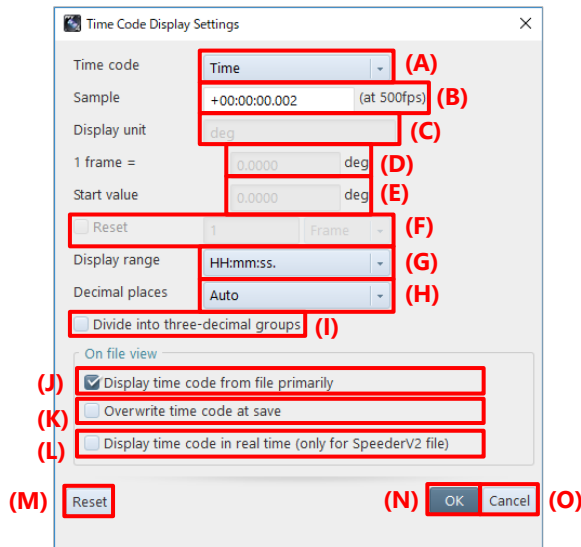 Time Code Display Settings
Time code Time (A)
Sample +00:00:00.002 (at 500fps) (B)
Display unit deg (C)
1 frame = 0.0000 deg (D)
Start value 0.0000 deg (E)
Reset 1 Frame (F)
Display range HH:mm:ss. (G)
Decimal places Auto (H)
Divide into three-decimal groups (I)
On file view
(J) Display time code from file primarily
(K) Overwrite time code at save
(L) Display time code in real time (only for SpeederV2 file)
(M) Reset (N) OK Cancel (O)